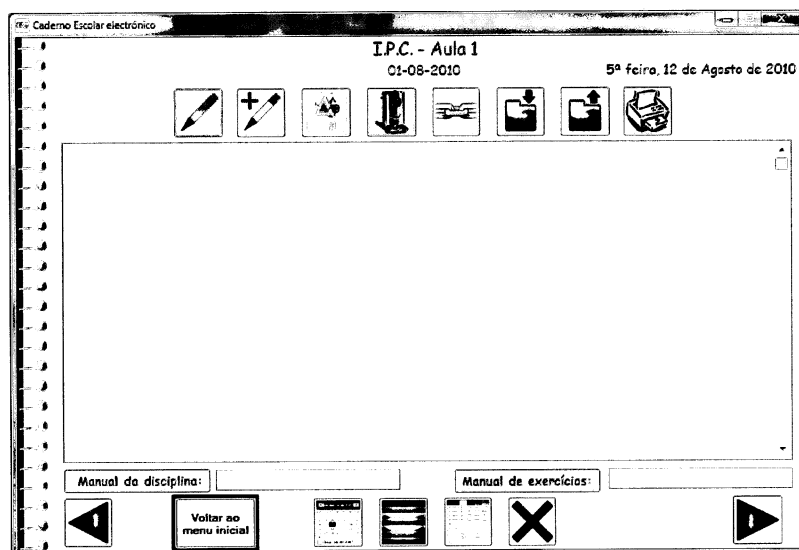 Caderno Escolar electrónico
I.P.C. - Aula 1
01-08-2010
5ª feira, 12 de Agosto de 2010
Manual da disciplina:
Manual de exercícios:
Voltar ao
menu inicial